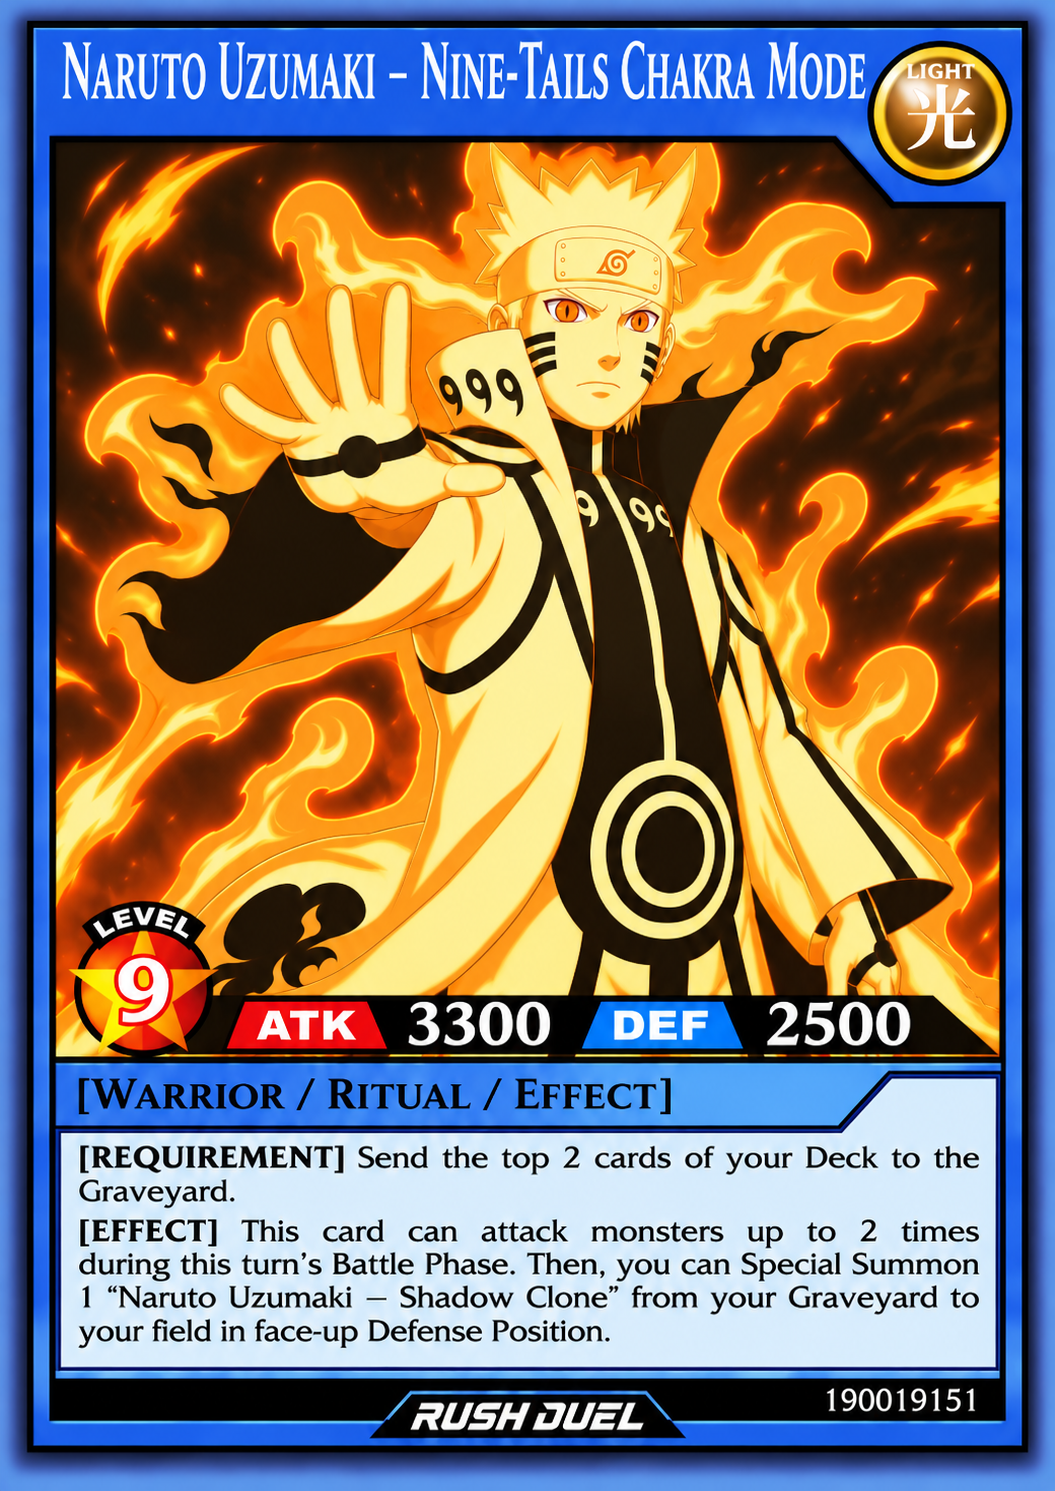 NARUTO UZUMAKI – NINE-TAILS CHAKRA MODE
LIGHT
光
LEVEL
9
ATK 3300 DEF 2500
[WARRIOR / RITUAL / EFFECT]
[REQUIREMENT] Send the top 2 cards of your Deck to the
Graveyard.
[EFFECT] This card can attack monsters up to 2 times
during this turn's Battle Phase. Then, you can Special Summon
1 “Naruto Uzumaki – Shadow Clone” from your Graveyard to
your field in face-up Defense Position.
190019151
RUSH DUEL